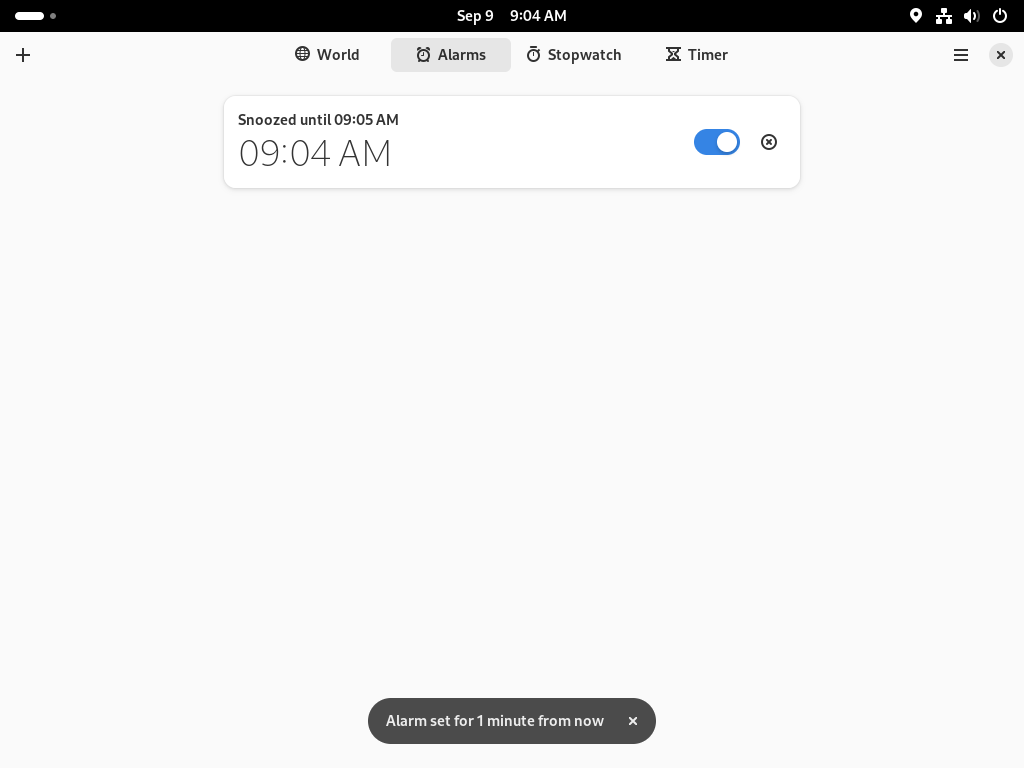 Sep 9 9:04 AM
World Alarms Stopwatch Timer
Snoozed until 09:05 AM
09:04 AM
Alarm set for 1 minute from now